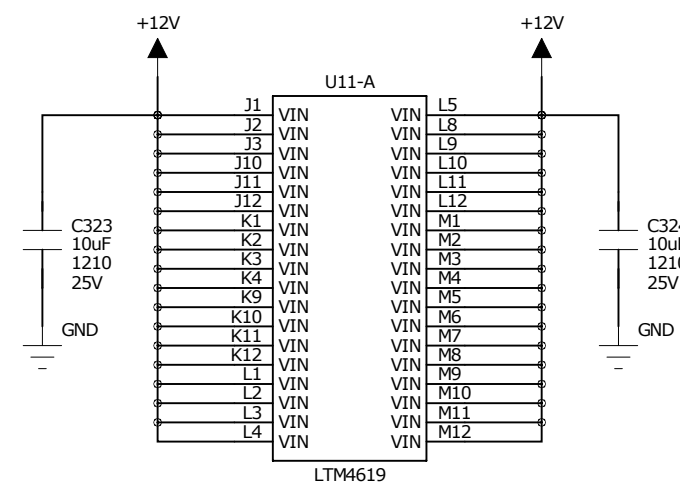 +12V +12V
U11-A
J1 VIN VIN L5
J2 VIN VIN L8
J3 VIN VIN L9
J10 VIN VIN L10
J11 VIN VIN L11
J12 VIN VIN L12
K1 VIN VIN M1
K2 VIN VIN M2
K3 VIN VIN M3
K4 VIN VIN M4
K9 VIN VIN M5
K10 VIN VIN M6
K11 VIN VIN M7
K12 VIN VIN M8
L1 VIN VIN M9
L2 VIN VIN M10
L3 VIN VIN M11
L4 VIN VIN M12
LTM4619
C323
10uF
1210
25V
GND
C324
10uF
1210
25V
GND